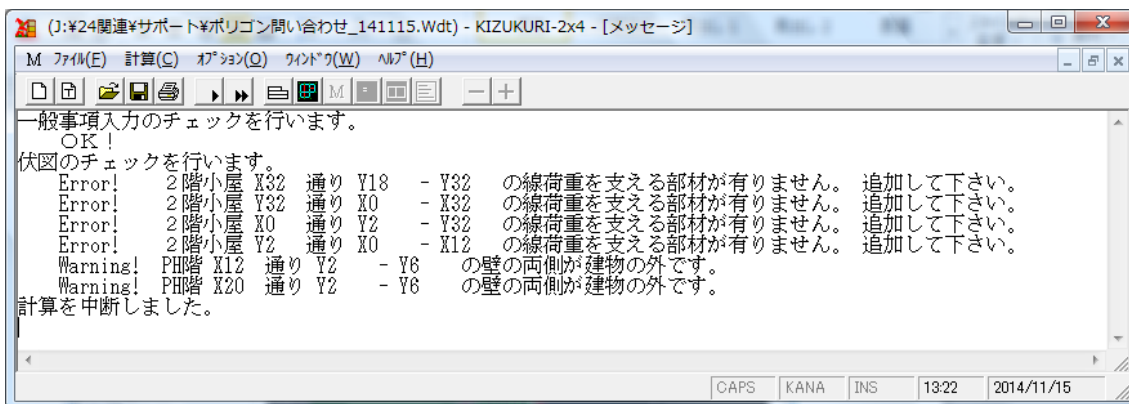 (J:¥24関連¥サポート¥ポリゴン問い合わせ_141115.Wdt) - KIZUKURI-2x4 - [メッセージ]
M ﾌｧｲﾙ(F) 計算(C) ｵﾌﾟｼｮﾝ(O) ｳｨﾝﾄﾞｳ(W) ﾍﾙﾌﾟ(H)
一般事項入力のチェックを行います。
ＯＫ！
伏図のチェックを行います。
Error! ２階小屋 X32 通り Y18 - Y32 の線荷重を支える部材が有りません。 追加して下さい。
Error! ２階小屋 Y32 通り X0 - X32 の線荷重を支える部材が有りません。 追加して下さい。
Error! ２階小屋 X0 通り Y2 - Y32 の線荷重を支える部材が有りません。 追加して下さい。
Error! ２階小屋 Y2 通り X0 - X12 の線荷重を支える部材が有りません。 追加して下さい。
Warning! PH階 X12 通り Y2 - Y6 の壁の両側が建物の外です。
Warning! PH階 X20 通り Y2 - Y6 の壁の両側が建物の外です。
計算を中断しました。
CAPS KANA INS 13:22 2014/11/15